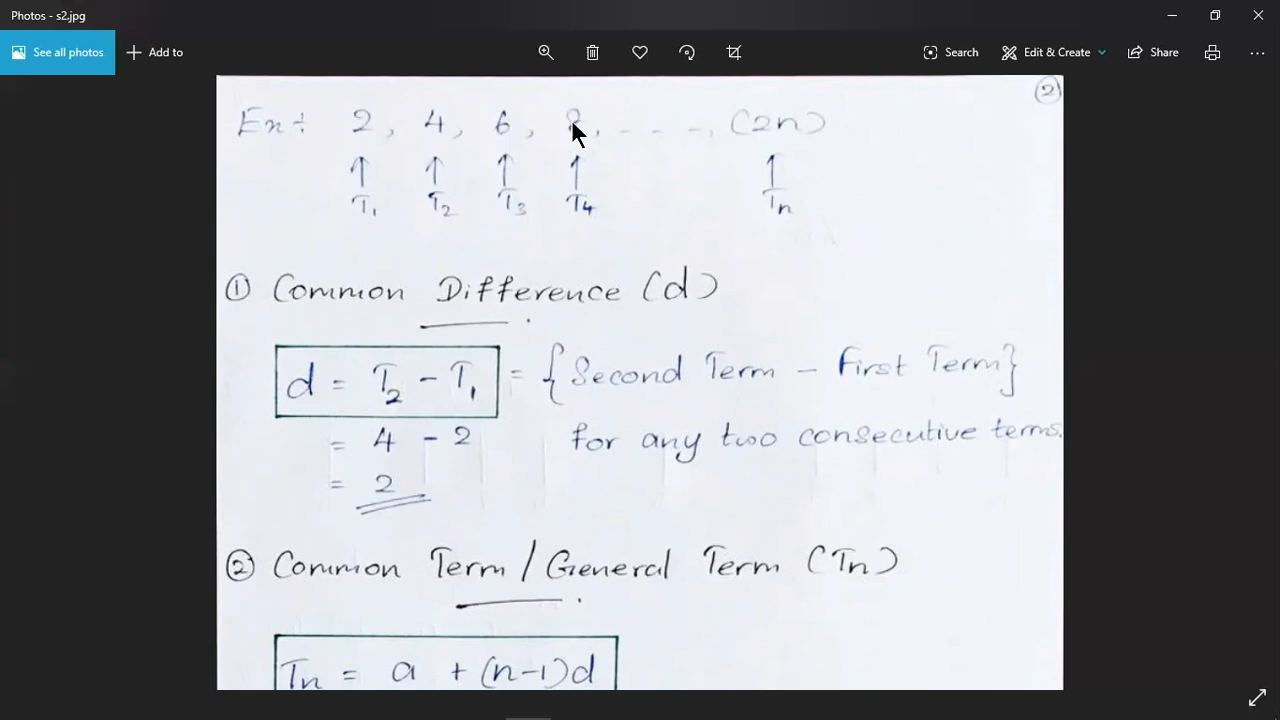 Photos - s2.jpg
See all photos
Add to
Search
Edit & Create
Share
2
Ex: 2, 4, 6, 8, - - - -, (2n)
↑ ↑ ↑ ↑ ↑
T₁ T₂ T₃ T₄ Tn
① Common Difference (d)
d = T₂ - T₁ = {Second Term - First Term}
= 4 - 2 for any two consecutive terms.
= 2
② Common Term / General Term (Tn)
Tn = a + (n-1)d